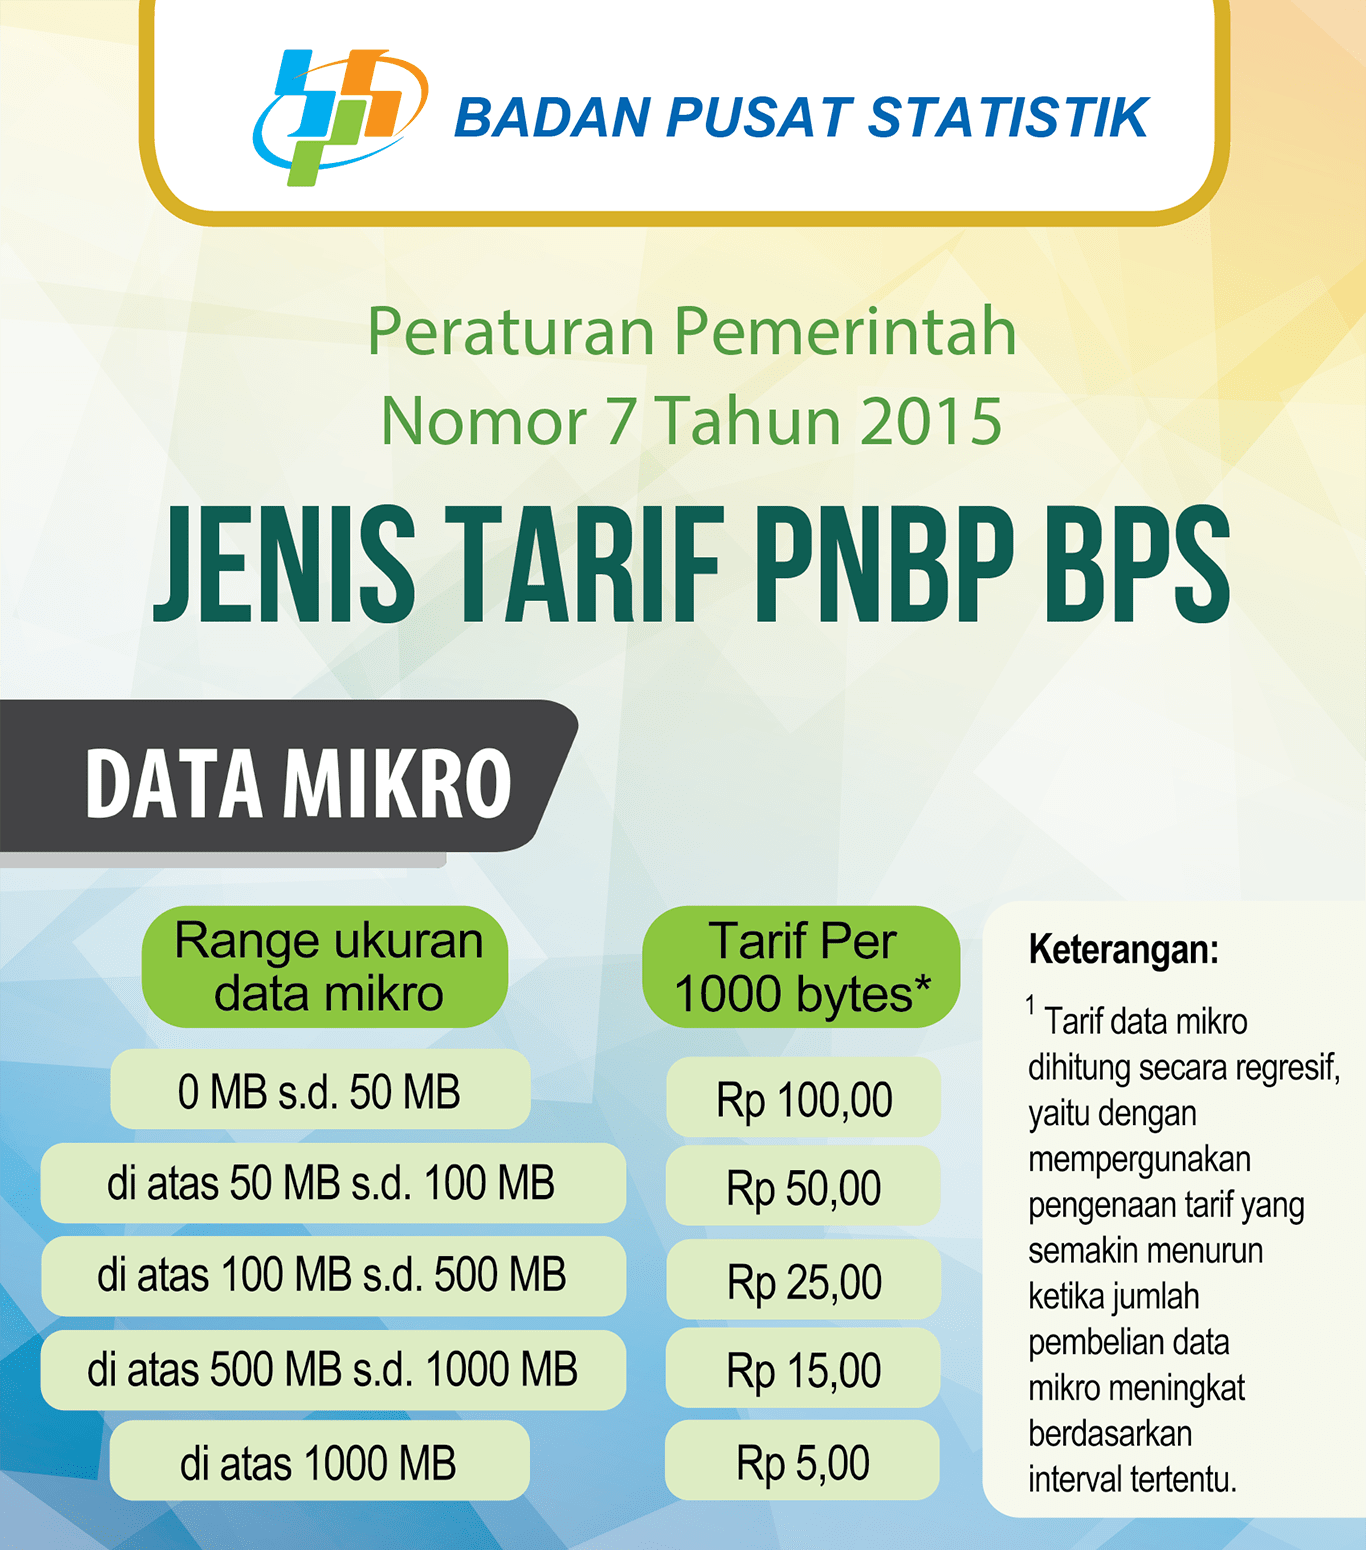 BADAN PUSAT STATISTIK
Peraturan Pemerintah
Nomor 7 Tahun 2015
JENIS TARIF PNBP BPS
DATA MIKRO
Range ukuran
data mikro
Tarif Per
1000 bytes*
0 MB s.d. 50 MB
Rp 100,00
di atas 50 MB s.d. 100 MB
Rp 50,00
di atas 100 MB s.d. 500 MB
Rp 25,00
di atas 500 MB s.d. 1000 MB
Rp 15,00
di atas 1000 MB
Rp 5,00
Keterangan:
1 Tarif data mikro
dihitung secara regresif,
yaitu dengan
mempergunakan
pengenaan tarif yang
semakin menurun
ketika jumlah
pembelian data
mikro meningkat
berdasarkan
interval tertentu.